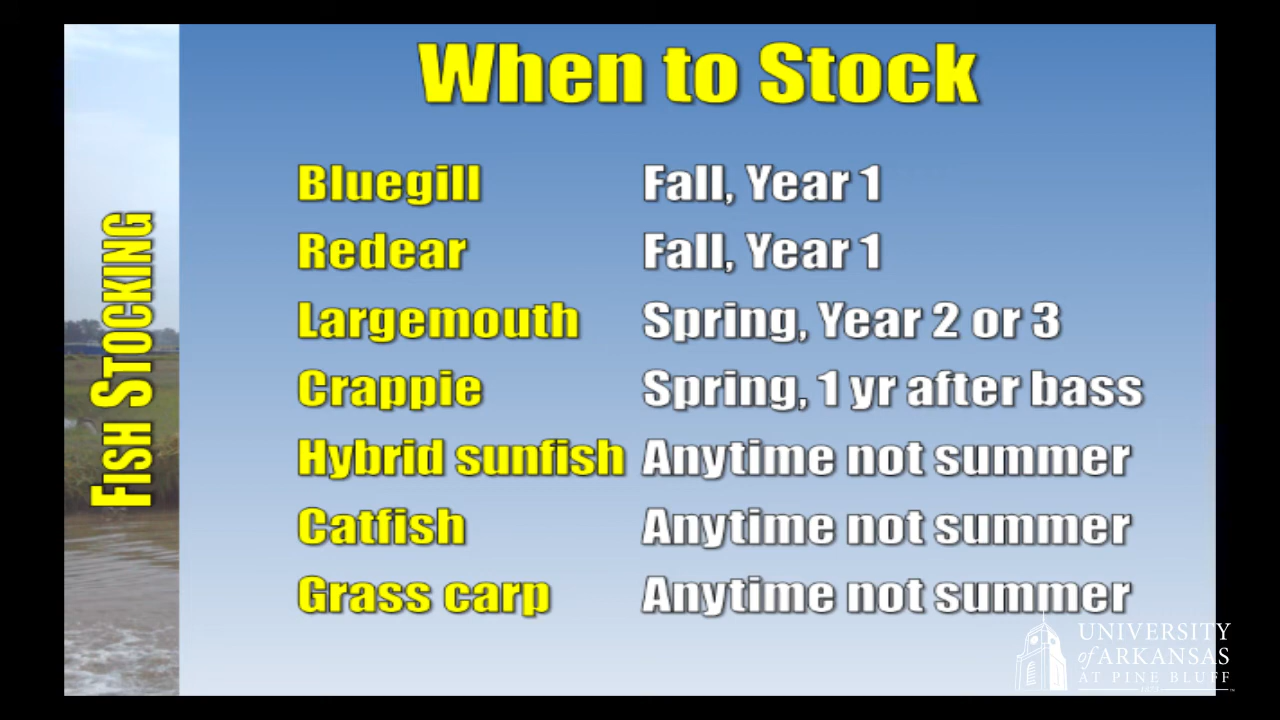 When to Stock
FISH STOCKING
Bluegill Fall, Year 1
Redear Fall, Year 1
Largemouth Spring, Year 2 or 3
Crappie Spring, 1 yr after bass
Hybrid sunfish Anytime not summer
Catfish Anytime not summer
Grass carp Anytime not summer
UNIVERSITY
of ARKANSAS
AT PINE BLUFF